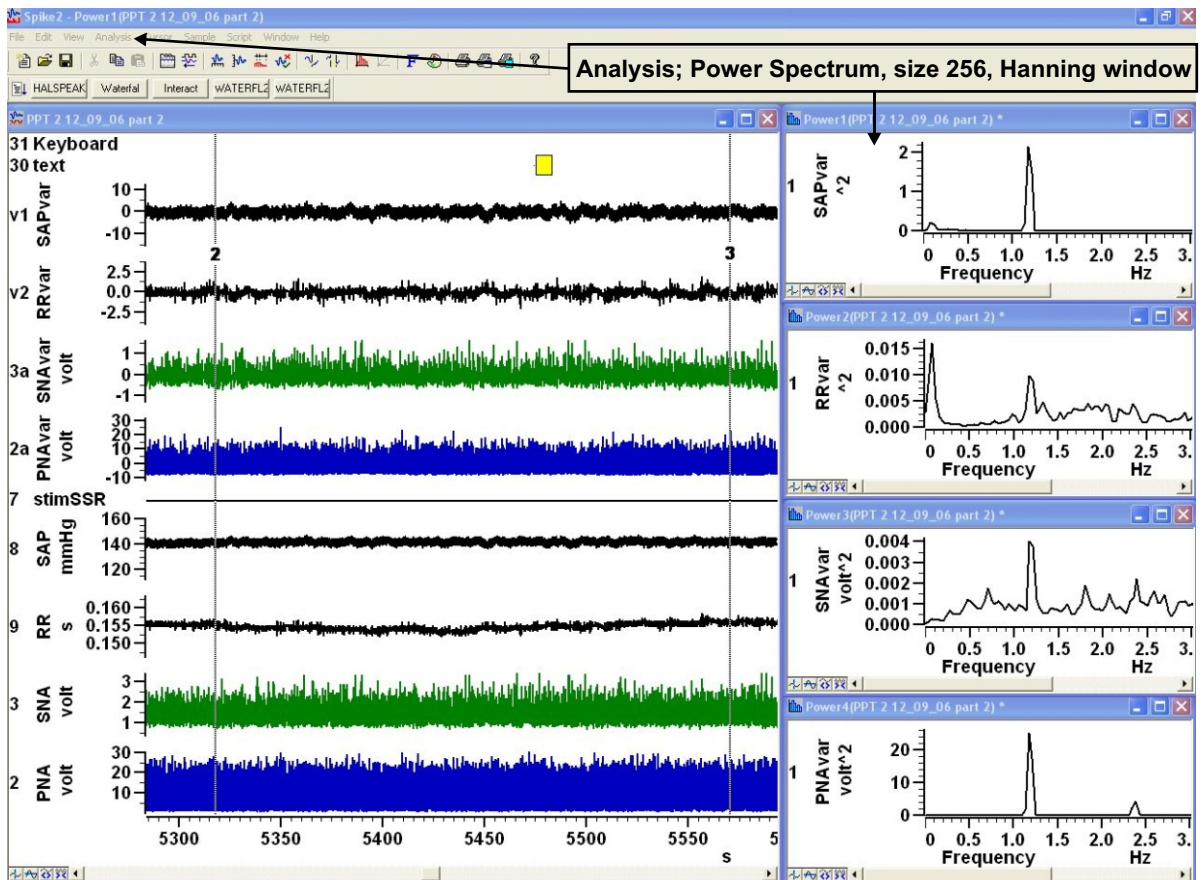 Spike2 - Power1(PPT 2 12_09_06 part 2)
File Edit View Analysis Cursor Sample Script Window Help
Analysis; Power Spectrum, size 256, Hanning window
HALSPEAK Waterfal Interact WATERFL2 WATERFL2
PPT 2 12_09_06 part 2
31 Keyboard
30 text
v1 SAPvar
10
0
-10
2 3
v2 RRvar
2.5
0.0
-2.5
3a SNAvar volt
1
0
-1
2a PNAvar volt
30
20
10
0
-10
7 stimSSR
8 SAP mmHg
160
140
120
9 RR s
0.160
0.155
0.150
3 SNA volt
3
2
1
2 PNA volt
30
20
10
5300 5350 5400 5450 5500 5550 5
s
Power1(PPT 2 12_09_06 part 2) *
1 SAPvar ^2
2
1
0
0 0.5 1.0 1.5 2.0 2.5 3.
Frequency Hz
Power2(PPT 2 12_09_06 part 2) *
1 RRvar ^2
0.015
0.010
0.005
0.000
0 0.5 1.0 1.5 2.0 2.5 3.
Frequency Hz
Power3(PPT 2 12_09_06 part 2) *
1 SNAvar volt^2
0.004
0.003
0.002
0.001
0.000
0 0.5 1.0 1.5 2.0 2.5 3.
Frequency Hz
Power4(PPT 2 12_09_06 part 2) *
1 PNAvar volt^2
20
10
0
0 0.5 1.0 1.5 2.0 2.5 3.
Frequency Hz